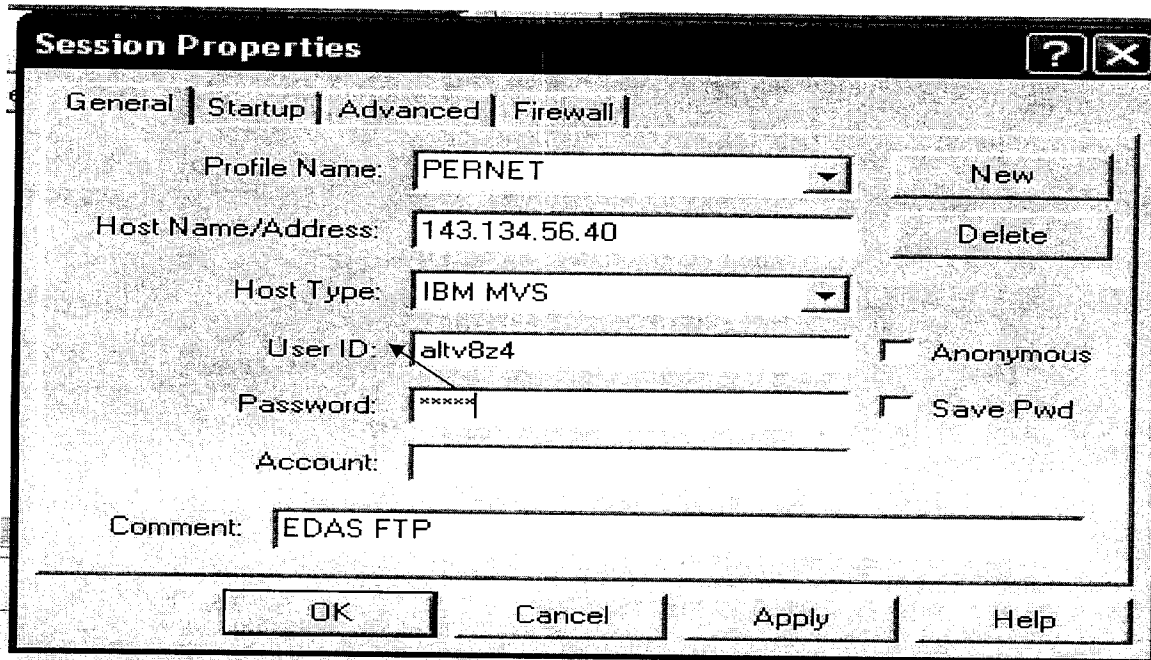 Session Properties
General Startup Advanced Firewall
Profile Name: PERNET New
Host Name/Address: 143.134.56.40 Delete
Host Type: IBM MVS
User ID: altv8z4 Anonymous
Password: ***** Save Pwd
Account:
Comment: EDAS FTP
OK Cancel Apply Help